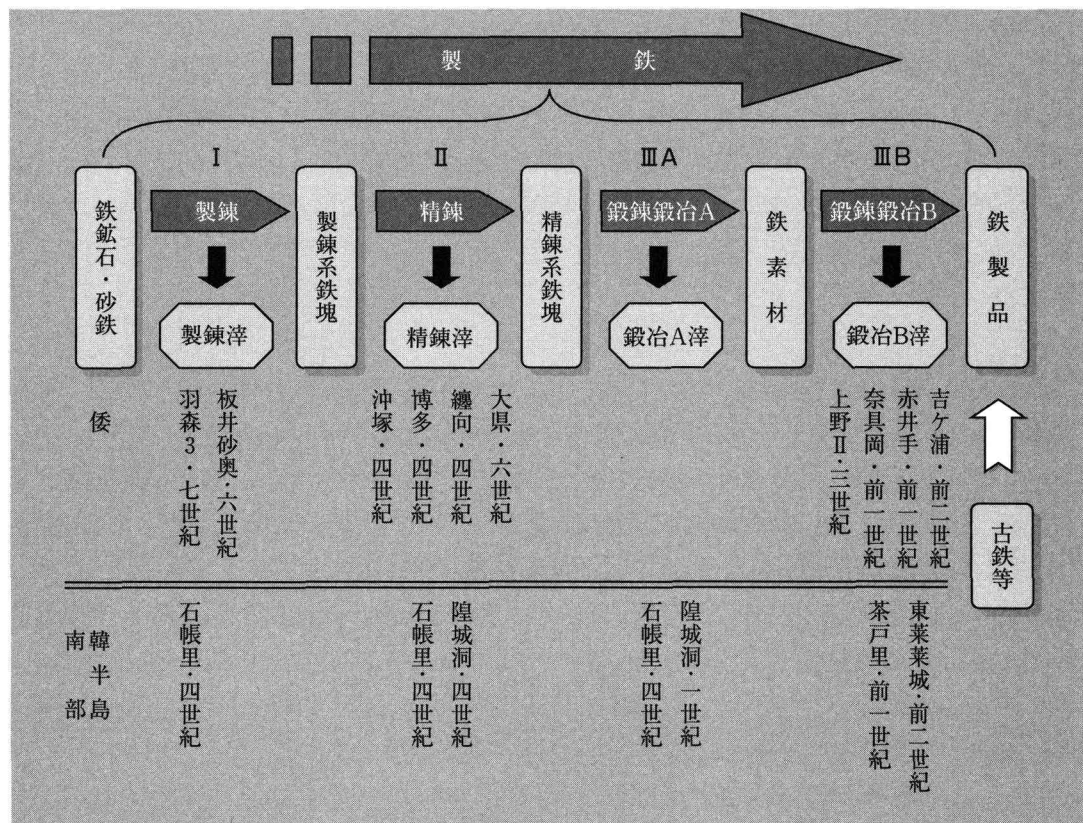 製鉄
Ⅰ
Ⅱ
ⅢA
ⅢB
鉄鉱石・砂鉄
製錬
製錬系鉄塊
精錬
精錬系鉄塊
鍛錬鍛冶A
鉄素材
鍛錬鍛冶B
鉄製品
製錬滓
精錬滓
鍛冶A滓
鍛冶B滓
倭
板井砂奥・六世紀
羽森3・七世紀
大県・六世紀
纏向・四世紀
博多・四世紀
沖塚・四世紀
吉ケ浦・前二世紀
赤井手・前一世紀
奈具岡・前一世紀
上野Ⅱ・三世紀
古鉄等
韓半島
南部
石帳里・四世紀
隍城洞・四世紀
石帳里・四世紀
隍城洞・一世紀
石帳里・四世紀
東莱莱城・前二世紀
茶戸里・前一世紀